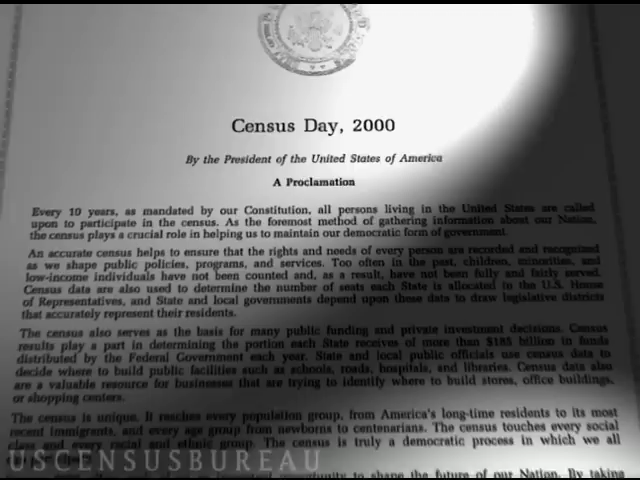 Census Day, 2000
By the President of the United States of America
A Proclamation
Every 10 years, as mandated by our Constitution, all persons living in the United States are called
upon to participate in the census. As the foremost method of gathering information about our Nation,
the census plays a crucial role in helping us to maintain our democratic form of government.
An accurate census helps to ensure that the rights and needs of every person are recorded and recognized
as we shape public policies, programs, and services. Too often in the past, children, minorities, and
low-income individuals have not been counted and, as a result, have not been fully and fairly served.
Census data are also used to determine the number of seats each State is allocated in the U.S. House
of Representatives, and State and local governments depend upon these data to draw legislative districts
that accurately represent their residents.
The census also serves as the basis for many public funding and private investment decisions. Census
results play a part in determining the portion each State receives of more than $185 billion in funds
distributed by the Federal Government each year. State and local public officials use census data to
decide where to build public facilities such as schools, roads, hospitals, and libraries. Census data also
are a valuable resource for businesses that are trying to identify where to build stores, office buildings,
or shopping centers.
The census is unique. It reaches every population group, from America's long-time residents to its most
recent immigrants, and every age group from newborns to centenarians. The census touches every social
class and every racial and ethnic group. The census is truly a democratic process in which we all
USCENSUSBUREAU
opportunity to shape the future of our Nation. By taking